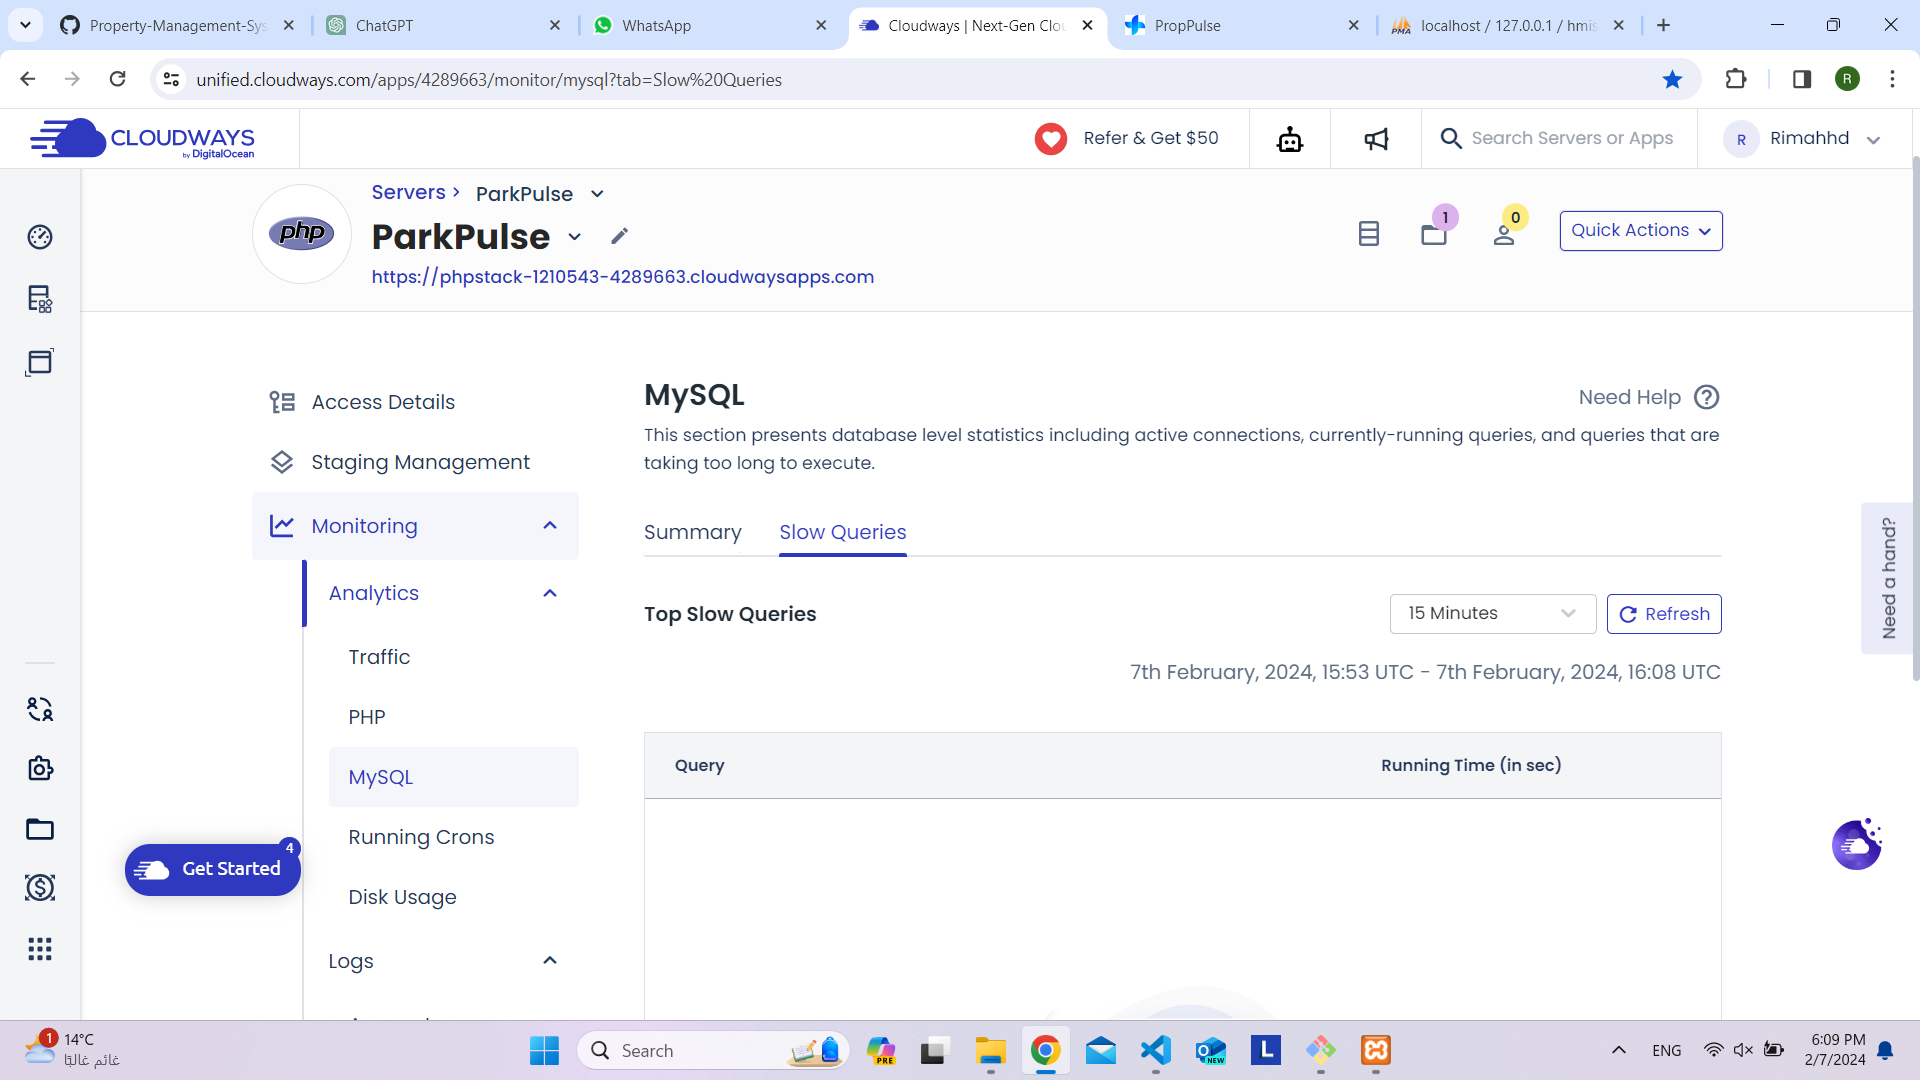 Property-Management-Sys
ChatGPT
WhatsApp
Cloudways | Next-Gen Clou
PropPulse
localhost / 127.0.0.1 / hmis
unified.cloudways.com/apps/4289663/monitor/mysql?tab=Slow%20Queries
R
CLOUDWAYS
by DigitalOcean
Refer & Get $50
Search Servers or Apps
R
Rimahhd
php
Servers
ParkPulse
ParkPulse
https://phpstack-1210543-4289663.cloudwaysapps.com
1
0
Quick Actions
Access Details
Staging Management
Monitoring
Analytics
Traffic
PHP
MySQL
Running Crons
Disk Usage
Logs
Get Started
4
MySQL
Need Help
This section presents database level statistics including active connections, currently-running queries, and queries that are
taking too long to execute.
Summary
Slow Queries
Top Slow Queries
15 Minutes
Refresh
7th February, 2024, 15:53 UTC - 7th February, 2024, 16:08 UTC
Query
Running Time (in sec)
Need a hand?
1
14°C
غائم غالبًا
Search
PRE
NEW
L
ENG
6:09 PM
2/7/2024